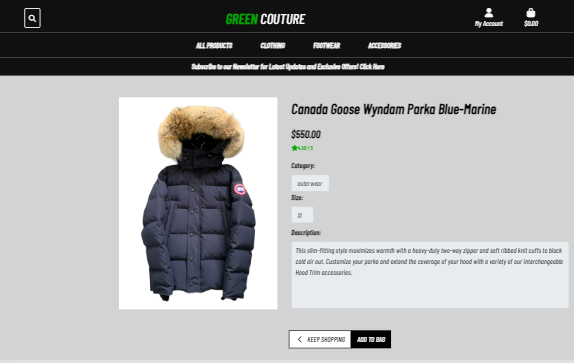 GREEN COUTURE
My Account
$0.00
ALL PRODUCTS CLOTHING FOOTWEAR ACCESSORIES
Subscribe to our Newsletter for Latest Updates and Exclusive Offers! Click Here
Canada Goose Wyndam Parka Blue-Marine
$550.00
4.50 / 5
Category:
outerwear
Size:
Xl
Description:
This slim-fitting style maximizes warmth with a heavy-duty two-way zipper and soft ribbed knit cuffs to block
cold air out. Customize your parka and extend the coverage of your hood with a variety of our interchangeable
Hood Trim accessories.
KEEP SHOPPING ADD TO BAG